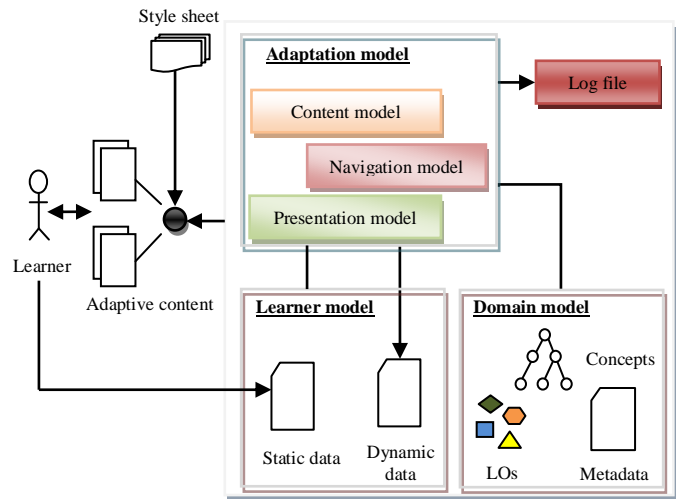 Style sheet
Adaptation model
Log file
Content model
Navigation model
Presentation model
Learner
Adaptive content
Learner model
Domain model
Concepts
Static data
Dynamic
data
LOs
Metadata